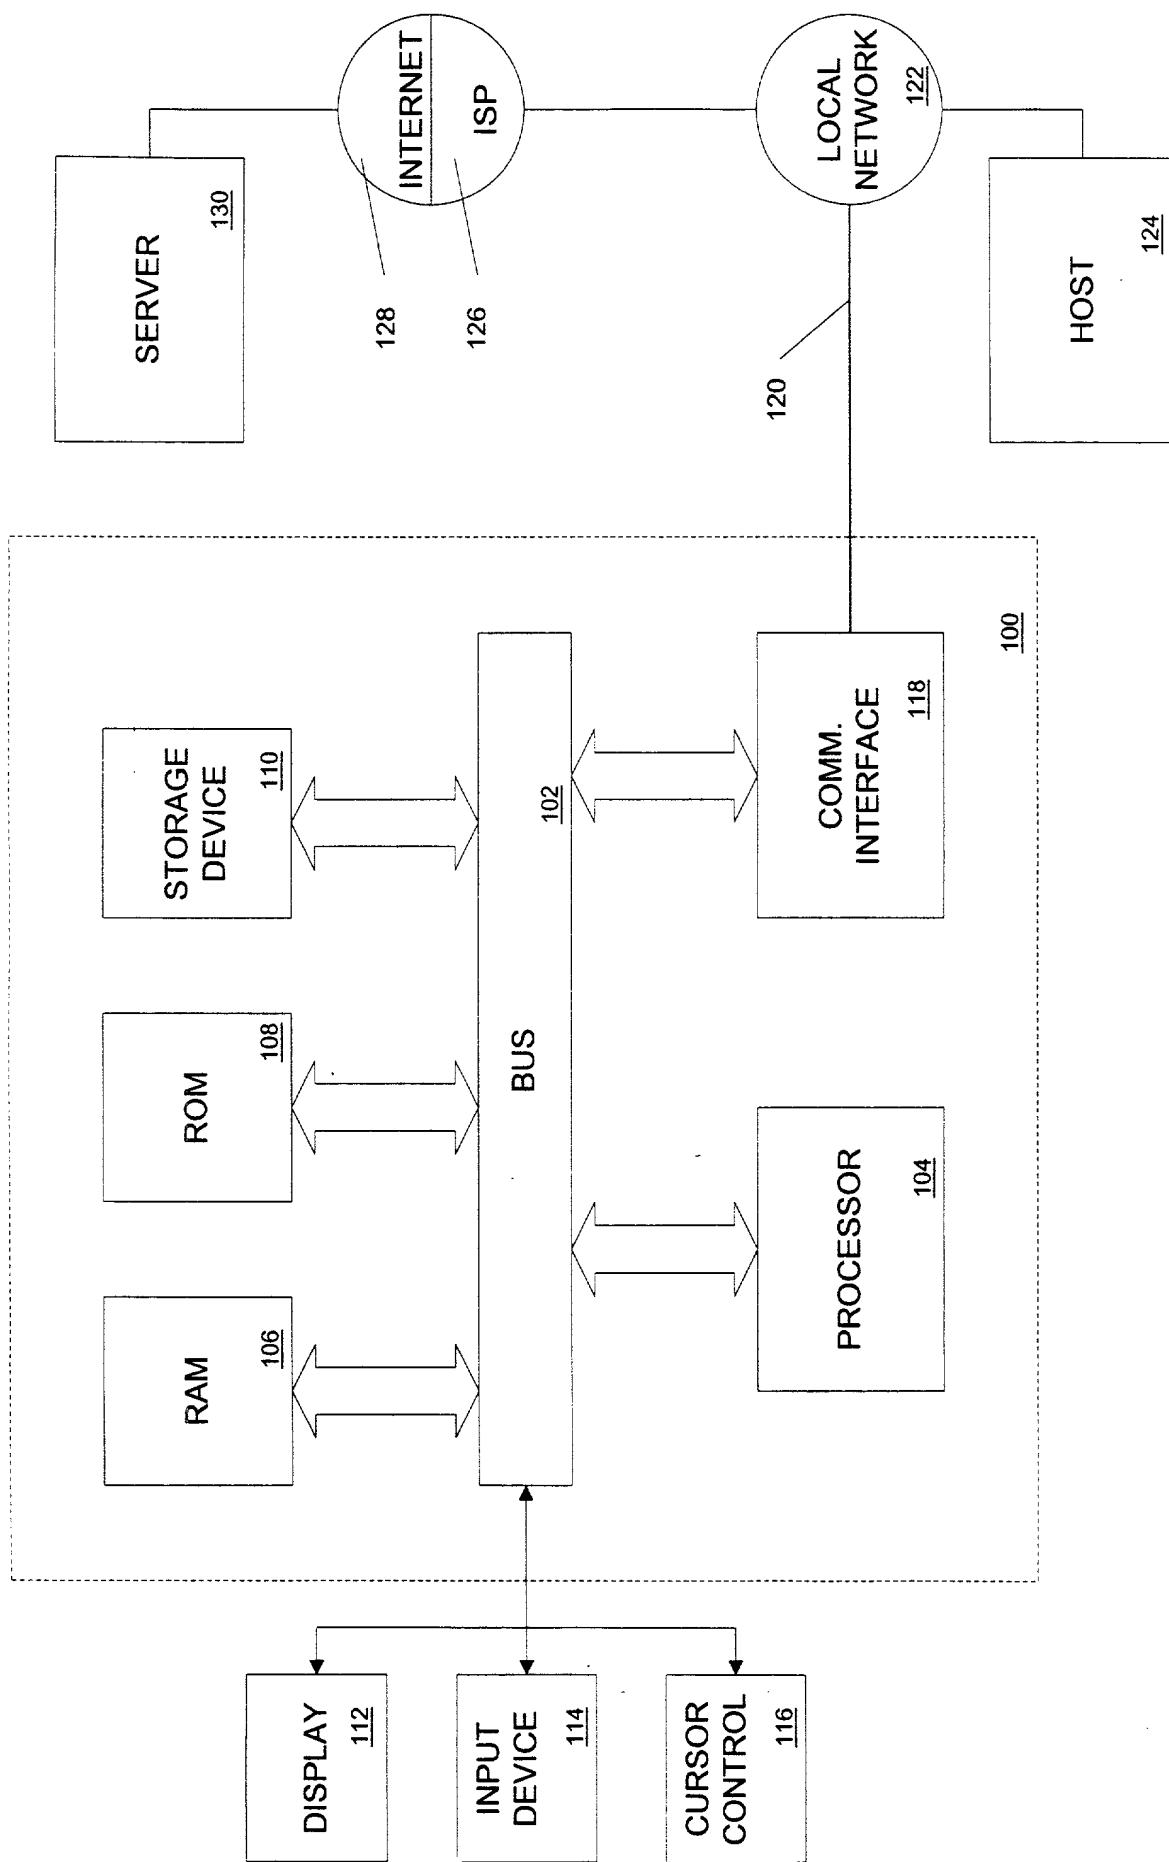 DISPLAY
112
INPUT
DEVICE
114
CURSOR
CONTROL
116
RAM
106
ROM
108
STORAGE
DEVICE
110
BUS
102
PROCESSOR
104
COMM.
INTERFACE
118
100
SERVER
130
INTERNET
ISP
128
126
120
LOCAL
NETWORK
122
HOST
124